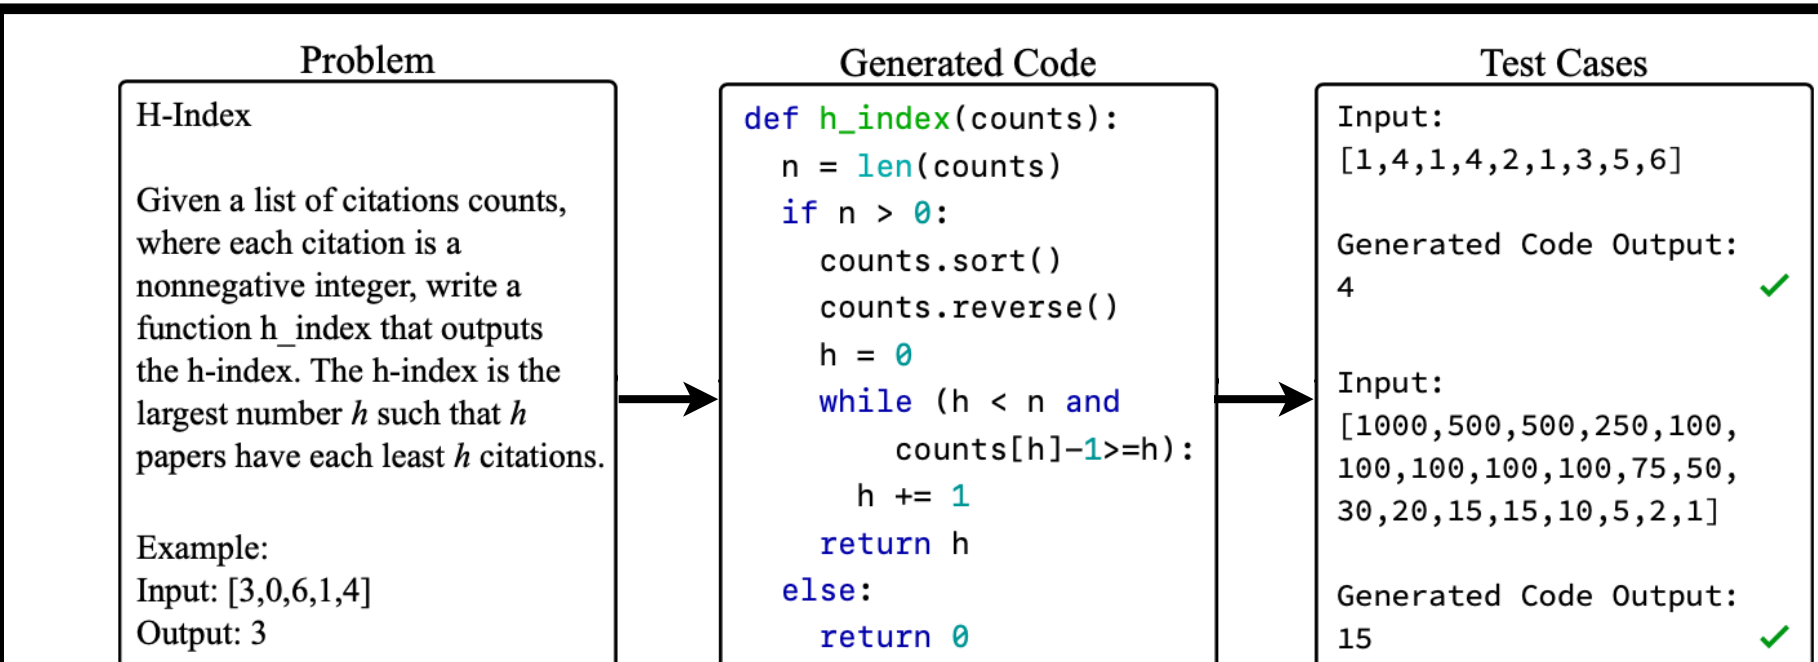 Problem
H-Index
Given a list of citations counts,
where each citation is a
nonnegative integer, write a
function h_index that outputs
the h-index. The h-index is the
largest number h such that h
papers have each least h citations.
Example:
Input: [3,0,6,1,4]
Output: 3
Generated Code
def h_index(counts):
n = len(counts)
if n > 0:
counts.sort()
counts.reverse()
h = 0
while (h < n and
counts[h]-1>=h):
h += 1
return h
else:
return 0
Test Cases
Input:
[1,4,1,4,2,1,3,5,6]
Generated Code Output:
4
Input:
[1000,500,500,250,100,
100,100,100,100,75,50,
30,20,15,15,10,5,2,1]
Generated Code Output:
15